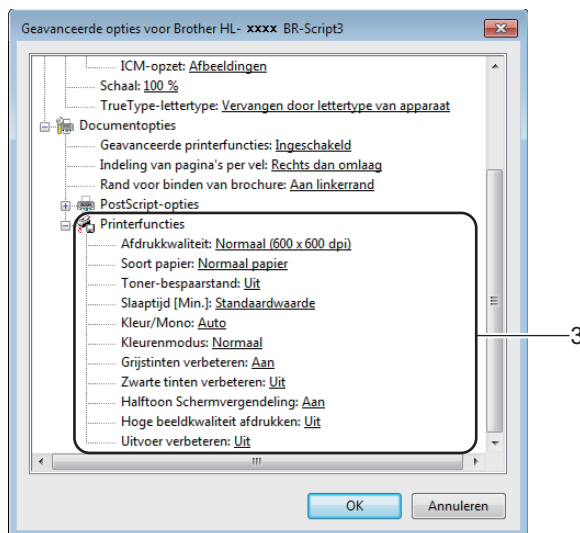 Geavanceerde opties voor Brother HL- xxxx BR-Script3
ICM-opzet: Afbeeldingen
Schaal: 100 %
TrueType-lettertype: Vervangen door lettertype van apparaat
Documentopties
Geavanceerde printerfuncties: Ingeschakeld
Indeling van pagina's per vel: Rechts dan omlaag
Rand voor binden van brochure: Aan linkerrand
PostScript-opties
Printerfuncties
Afdrukkwaliteit: Normaal (600 x 600 dpi)
Soort papier: Normaal papier
Toner-bespaarstand: Uit
Slaaptijd [Min.]: Standaardwaarde
Kleur/Mono: Auto
Kleurenmodus: Normaal
Grijstinten verbeteren: Aan
Zwarte tinten verbeteren: Uit
Halftoon Schermvergendeling: Aan
Hoge beeldkwaliteit afdrukken: Uit
Uitvoer verbeteren: Uit
3
OK Annuleren